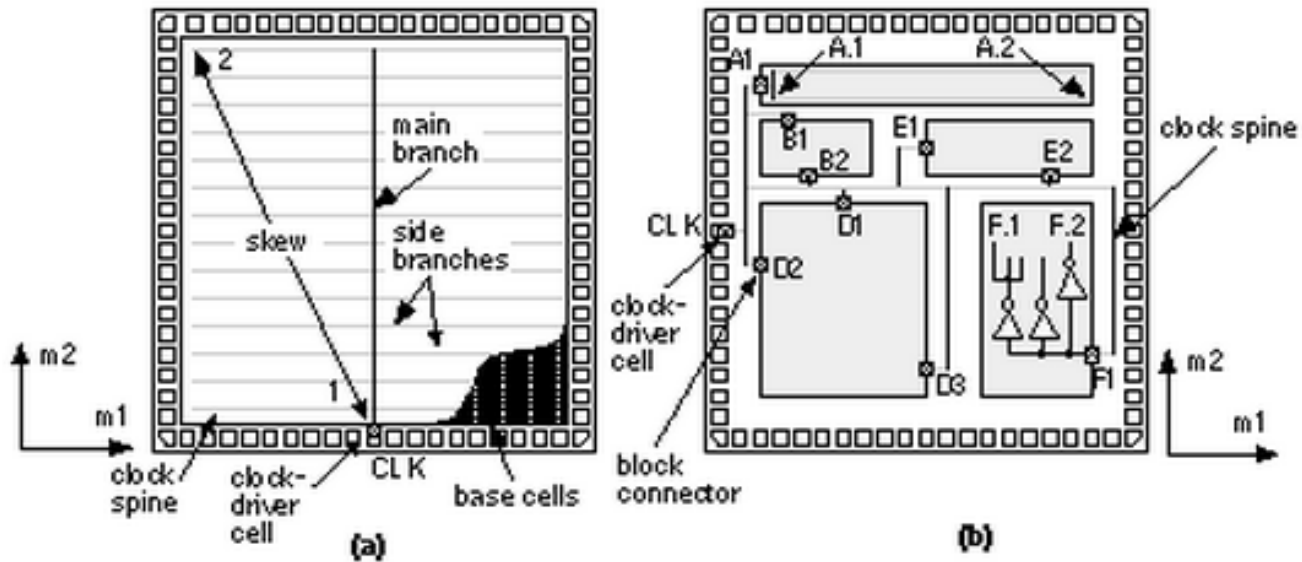 2
main
branch
side
branches
skew
1
m2
m1
clock
spine
clock-
driver
cell
CLK
base cells
(a)
A1
A.1
A.2
B1
B2
E1
E2
clock spine
CLK
D1
D2
F.1
F.2
clock-
driver
cell
D3
F1
block
connector
m2
m1
(b)